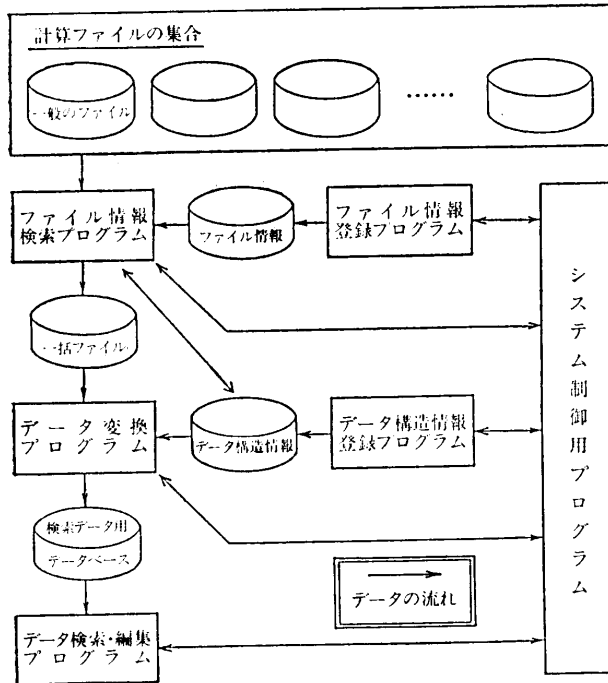 計算ファイルの集合
一般のファイル
……
ファイル情報
検索プログラム
ファイル情報
ファイル情報
登録プログラム
一括ファイル
データ変換
プログラム
データ構造情報
データ構造情報
登録プログラム
システム制御用プログラム
検索データ用
データベース
データの流れ
データ検索・編集
プログラム